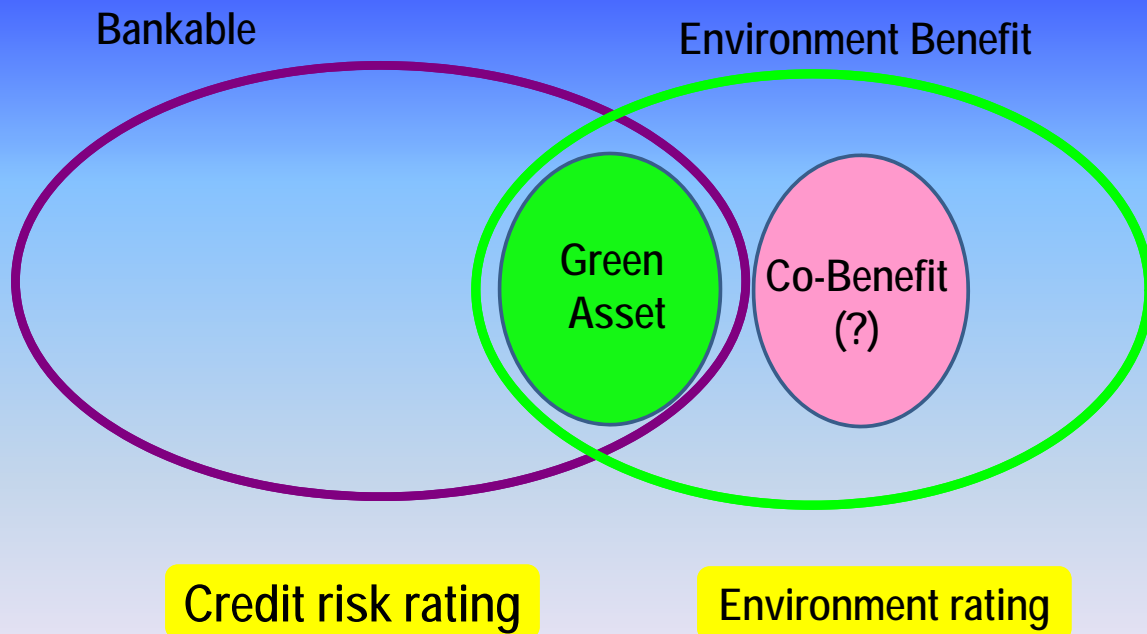 Bankable
Environment Benefit
Green
Asset
Co-Benefit
(?)
Credit risk rating
Environment rating